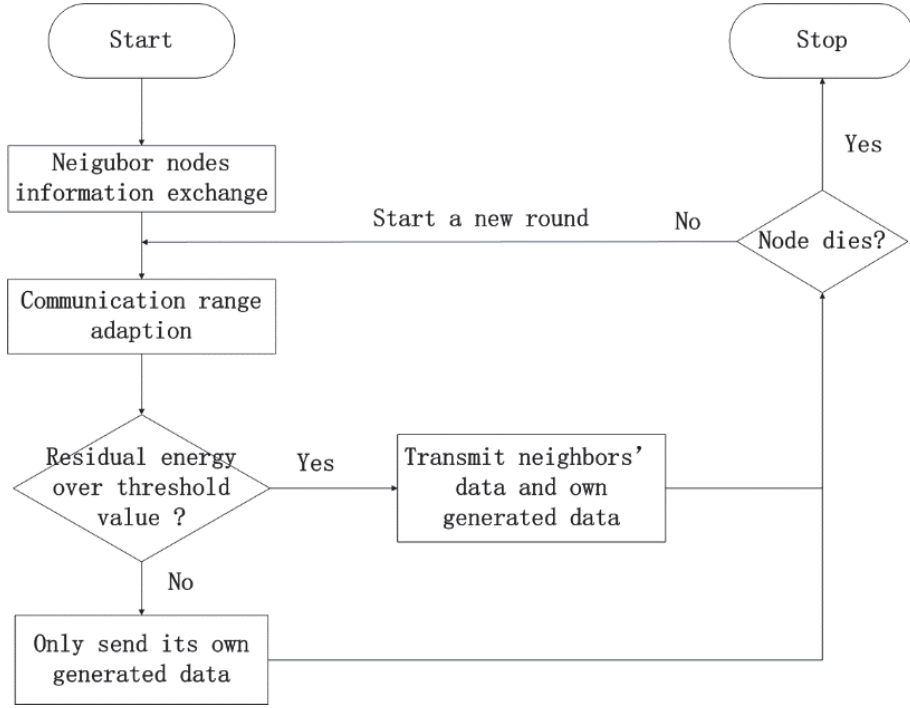 Start
Stop
Yes
Neigubor nodes
information exchange
Start a new round
No
Node dies?
Communication range
adaption
Residual energy
over threshold
value ?
Yes
Transmit neighbors'
data and own
generated data
No
Only send its own
generated data